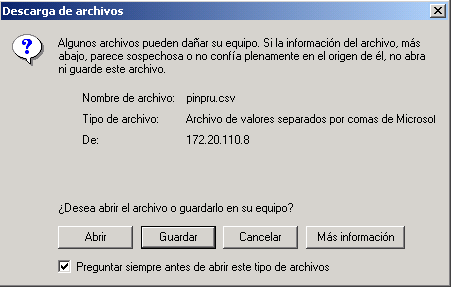 Descarga de archivos
Algunos archivos pueden dañar su equipo. Si la información del archivo, más
abajo, parece sospechosa o no confía plenamente en el origen de él, no abra
ni guarde este archivo.
Nombre de archivo: pinpru.csv
Tipo de archivo: Archivo de valores separados por comas de Microsol
De: 172.20.110.8
¿Desea abrir el archivo o guardarlo en su equipo?
Abrir Guardar Cancelar Más información
Preguntar siempre antes de abrir este tipo de archivos